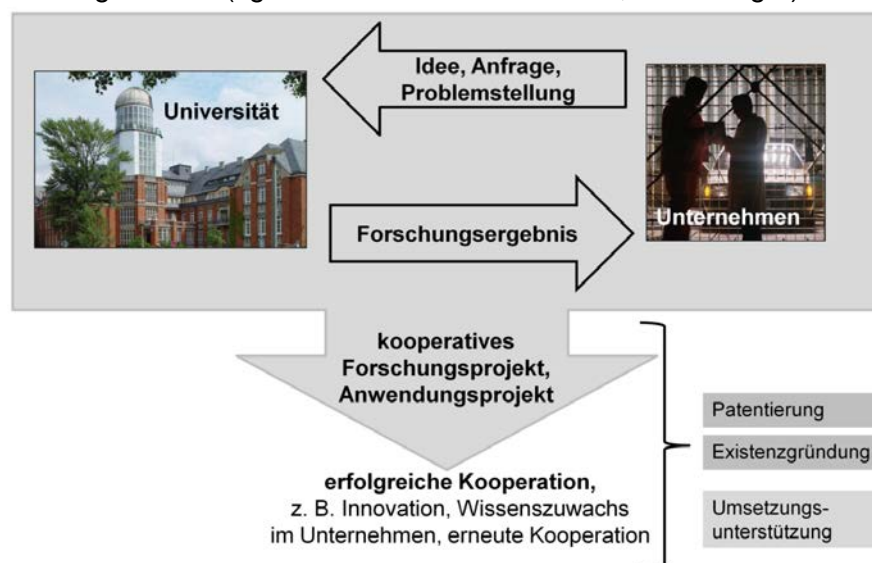 Idee, Anfrage,
Problemstellung
Universität
Unternehmen
Forschungsergebnis
kooperatives
Forschungsprojekt,
Anwendungsprojekt
Patentierung
Existenzgründung
erfolgreiche Kooperation,
z. B. Innovation, Wissenszuwachs
im Unternehmen, erneute Kooperation
Umsetzungs-
unterstützung